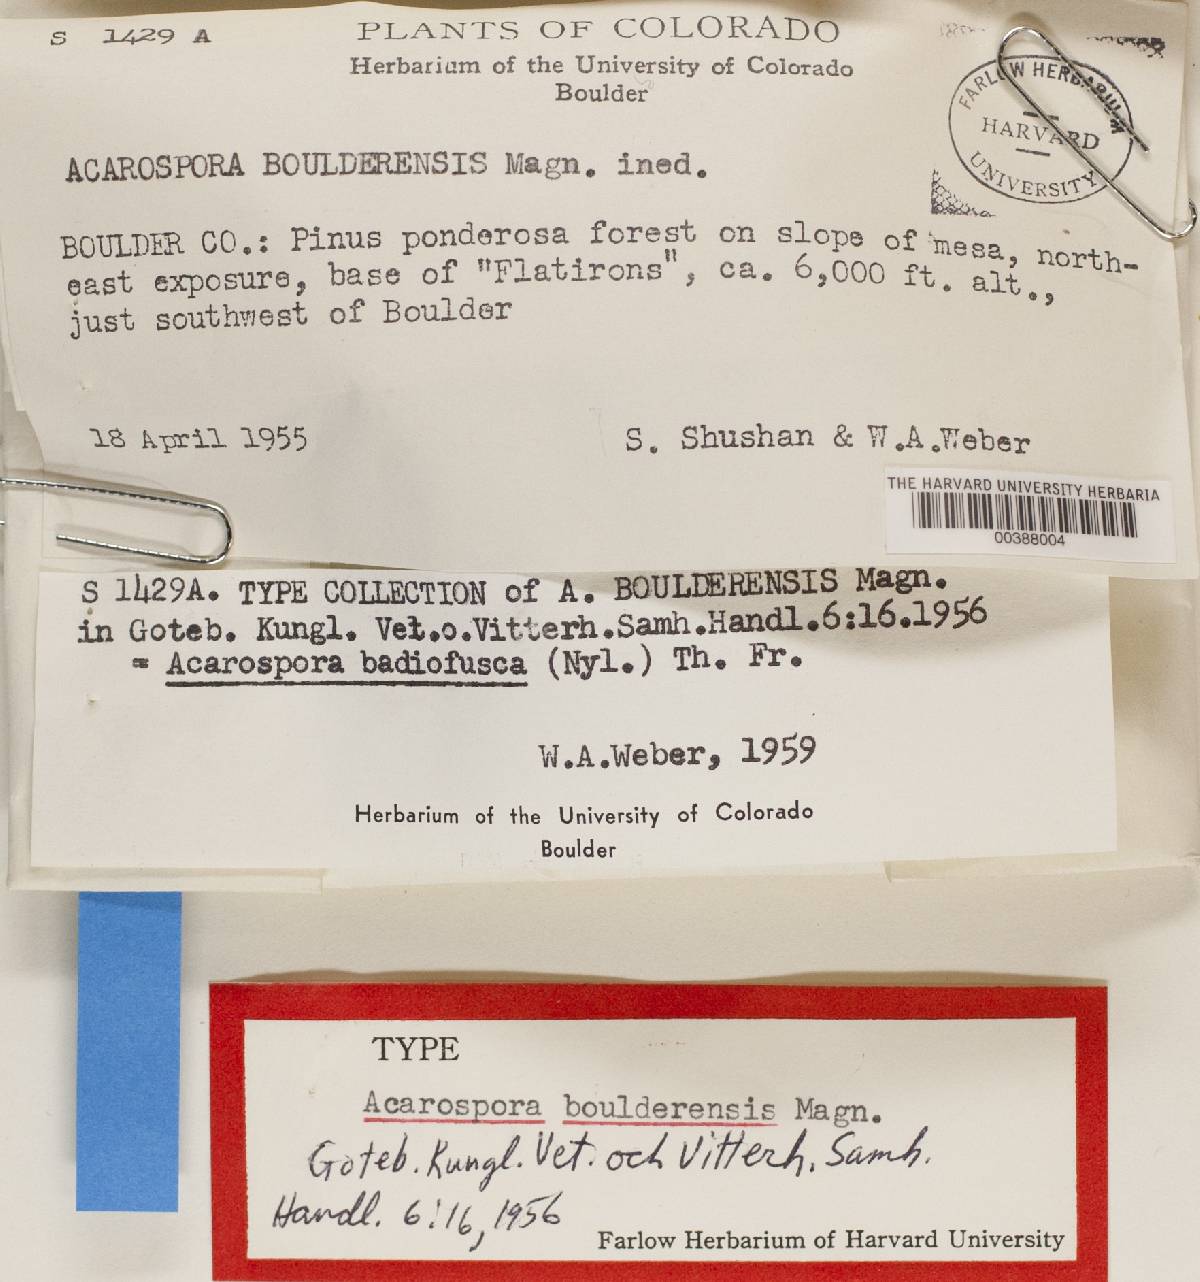 S 1429 A
PLANTS OF COLORADO
Herbarium of the University of Colorado
Boulder
FARLOW HERBARIUM
HARVARD
UNIVERSITY
ACAROSPORA BOULDERENSIS Magn. ined.
BOULDER CO.: Pinus ponderosa forest on slope of mesa, north-
east exposure, base of "Flatirons", ca. 6,000 ft. alt.,
just southwest of Boulder
18 April 1955
S. Shushan & W.A.Weber
THE HARVARD UNIVERSITY HERBARIA
00388004
S 1429A. TYPE COLLECTION of A. BOULDERENSIS Magn.
in Goteb. Kungl. Vet.o.Vitterh.Samh.Handl.6:16.1956
= Acarospora badiofusca (Nyl.) Th. Fr.
W.A.Weber, 1959
Herbarium of the University of Colorado
Boulder
TYPE
Acarospora boulderensis Magn.
Goteb. Kungl. Vet. och Vitterh. Samh.
Handl. 6:16, 1956
Farlow Herbarium of Harvard University